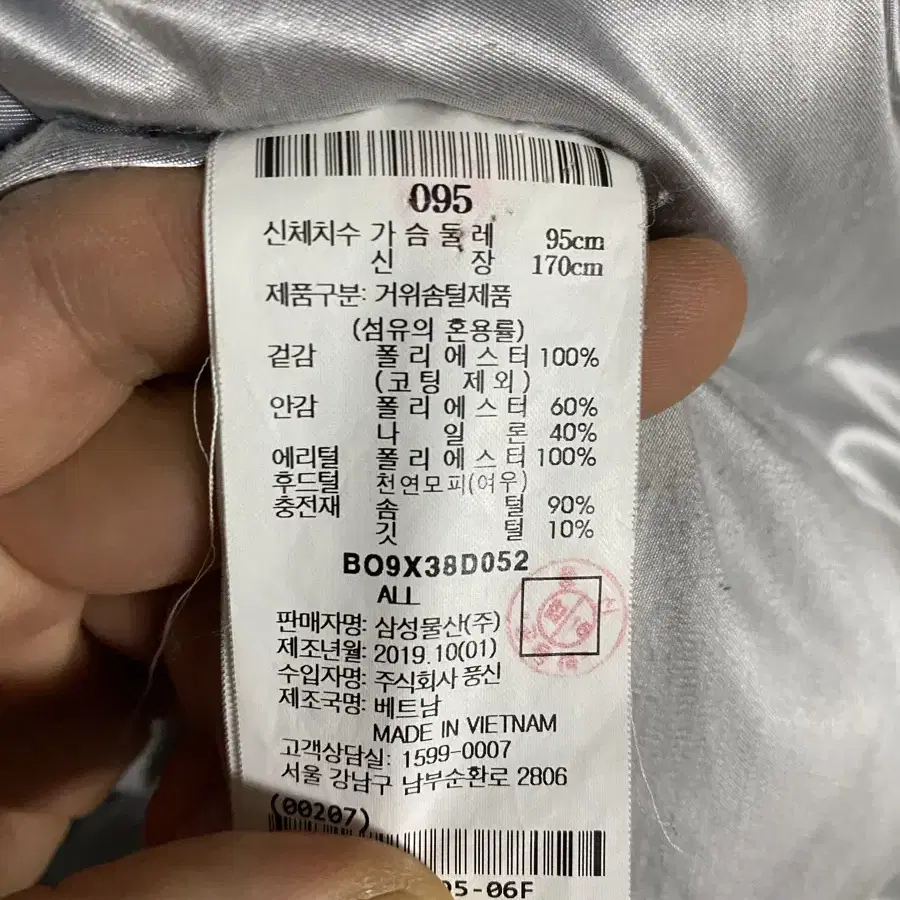 095
신체치수 가슴둘레 95cm
신장 170cm
제품구분: 거위솜털제품
(섬유의 혼용률)
겉감 폴리에스터 100%
(코팅 제외)
안감 폴리에스터 60%
나일론 40%
에리털 폴리에스터 100%
후드털 천연모피(여우)
충전재 솜털 90%
깃털 10%
BO9X38D052
ALL
판매자명: 삼성물산(주)
제조년월: 2019.10(01)
수입자명: 주식회사 풍신
제조국명: 베트남
MADE IN VIETNAM
고객상담실: 1599-0007
서울 강남구 남부순환로 2806
(00207)
95-06F